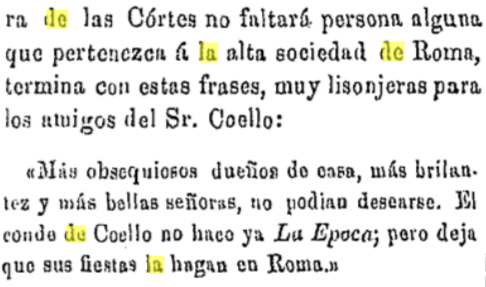 ra de las Córtes no faltará persona alguna
que pertenezca á la alta sociedad de Roma,
termina con estas frases, muy lisonjeras para
los amigos del Sr. Coello:
«Más obsequiosos dueños de casa, más brilan-
tez y más bellas señoras, no podian desearse. El
conde de Coello no hace ya La Epoca; pero deja
que sus fiestas la hagan en Roma.»